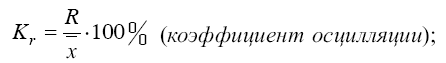 K_r = R / x̄ · 100% (коэффициент осцилляции);